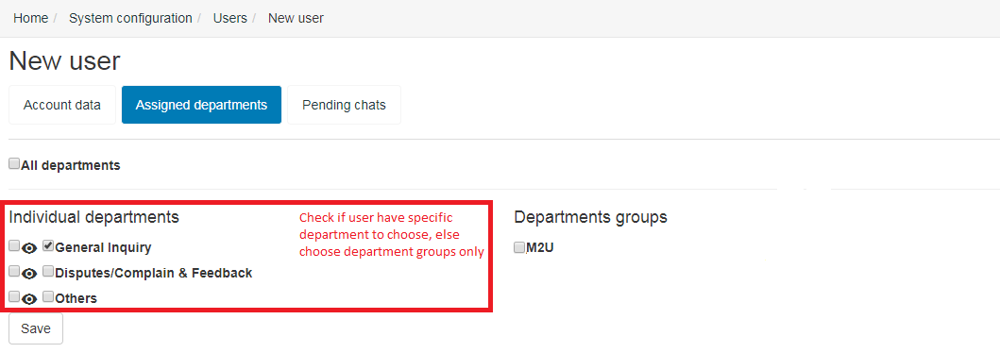 Home / System configuration / Users / New user
New user
Account data Assigned departments Pending chats
All departments
Individual departments
Check if user have specific
department to choose, else
choose department groups only
General Inquiry
Disputes/Complain & Feedback
Others
Departments groups
M2U
Save